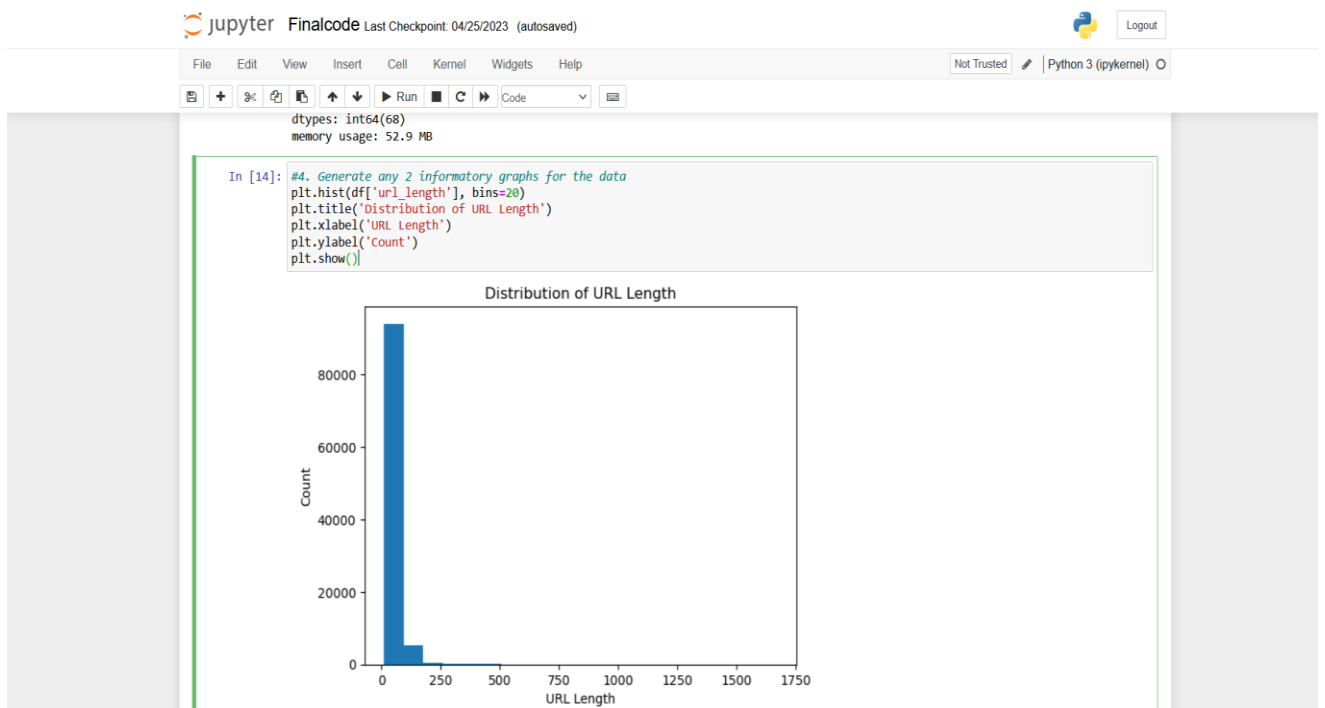 jupyter Finalcode Last Checkpoint: 04/25/2023 (autosaved) Logout
File Edit View Insert Cell Kernel Widgets Help Not Trusted Python 3 (ipykernel)
Run Code
dtypes: int64(68)
memory usage: 52.9 MB
In [14]: #4. Generate any 2 informatory graphs for the data
plt.hist(df['url_length'], bins=20)
plt.title('Distribution of URL Length')
plt.xlabel('URL Length')
plt.ylabel('Count')
plt.show()
Distribution of URL Length
80000
60000
Count
40000
20000
0
0 250 500 750 1000 1250 1500 1750
URL Length